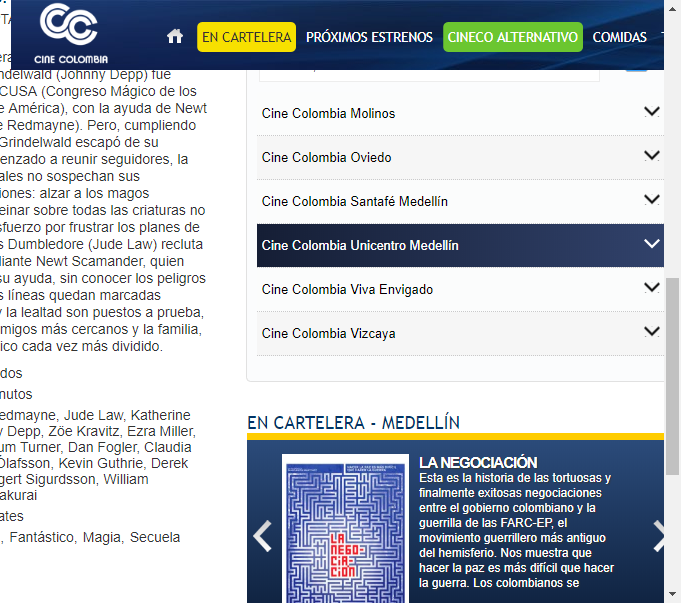 CINE COLOMBIA
EN CARTELERA
PRÓXIMOS ESTRENOS
CINECO ALTERNATIVO
COMIDAS
ndelwald (Johnny Depp) fue
CUSA (Congreso Mágico de los
e América), con la ayuda de Newt
e Redmayne). Pero, cumpliendo
Grindelwald escapó de su
enzado a reunir seguidores, la
ales no sospechan sus
iones: alzar a los magos
einar sobre todas las criaturas no
sfuerzo por frustrar los planes de
s Dumbledore (Jude Law) recluta
diante Newt Scamander, quien
su ayuda, sin conocer los peligros
s líneas quedan marcadas
y la lealtad son puestos a prueba,
migos más cercanos y la familia,
ico cada vez más dividido.
dos
nutos
edmayne, Jude Law, Katherine
y Depp, Zöe Kravitz, Ezra Miller,
um Turner, Dan Fogler, Claudia
Ólafsson, Kevin Guthrie, Derek
gert Sigurdsson, William
akurai
ates
, Fantástico, Magia, Secuela
Cine Colombia Molinos
Cine Colombia Oviedo
Cine Colombia Santafé Medellín
Cine Colombia Unicentro Medellín
Cine Colombia Viva Envigado
Cine Colombia Vizcaya
EN CARTELERA - MEDELLÍN
LA
NEGO-
CIA-
CIÓN
LA NEGOCIACIÓN
Esta es la historia de las tortuosas y
finalmente exitosas negociaciones
entre el gobierno colombiano y la
guerrilla de las FARC-EP, el
movimiento guerrillero más antiguo
del hemisferio. Nos muestra que
hacer la paz es más difícil que hacer
la guerra. Los colombianos se